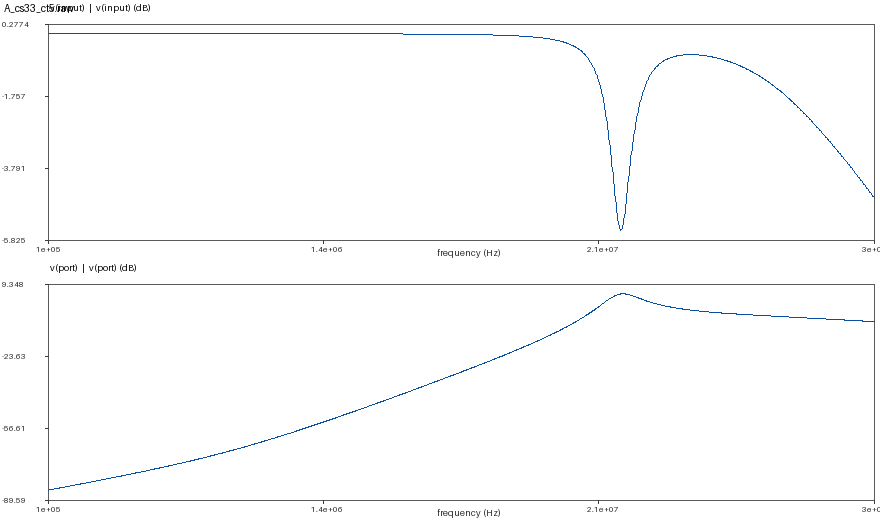 A_cs33_ct5.raw
v(input) | v(input) (dB)
0.2774
-1.757
-3.791
-5.825
1e+05
1.4e+06
2.1e+07
3e+0
frequency (Hz)
v(port) | v(port) (dB)
9.348
-23.63
-56.61
-89.59
1e+05
1.4e+06
2.1e+07
3e+0
frequency (Hz)